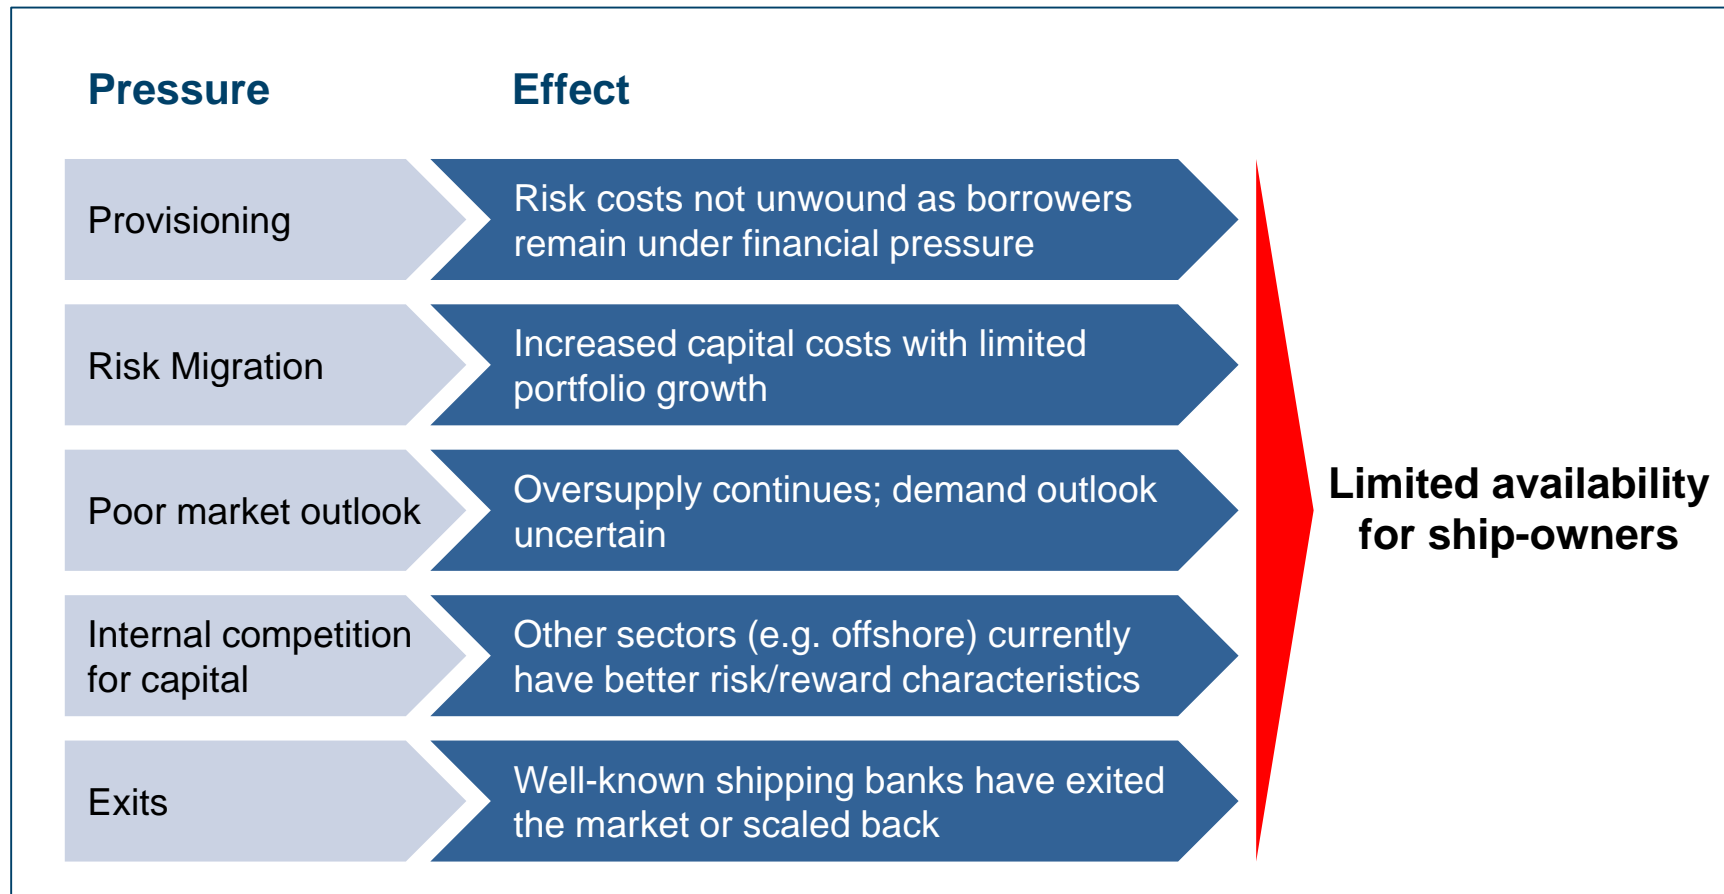 Pressure
Effect
Provisioning
Risk costs not unwound as borrowers
remain under financial pressure
Risk Migration
Increased capital costs with limited
portfolio growth
Poor market outlook
Oversupply continues; demand outlook
uncertain
Internal competition
for capital
Other sectors (e.g. offshore) currently
have better risk/reward characteristics
Exits
Well-known shipping banks have exited
the market or scaled back
Limited availability
for ship-owners